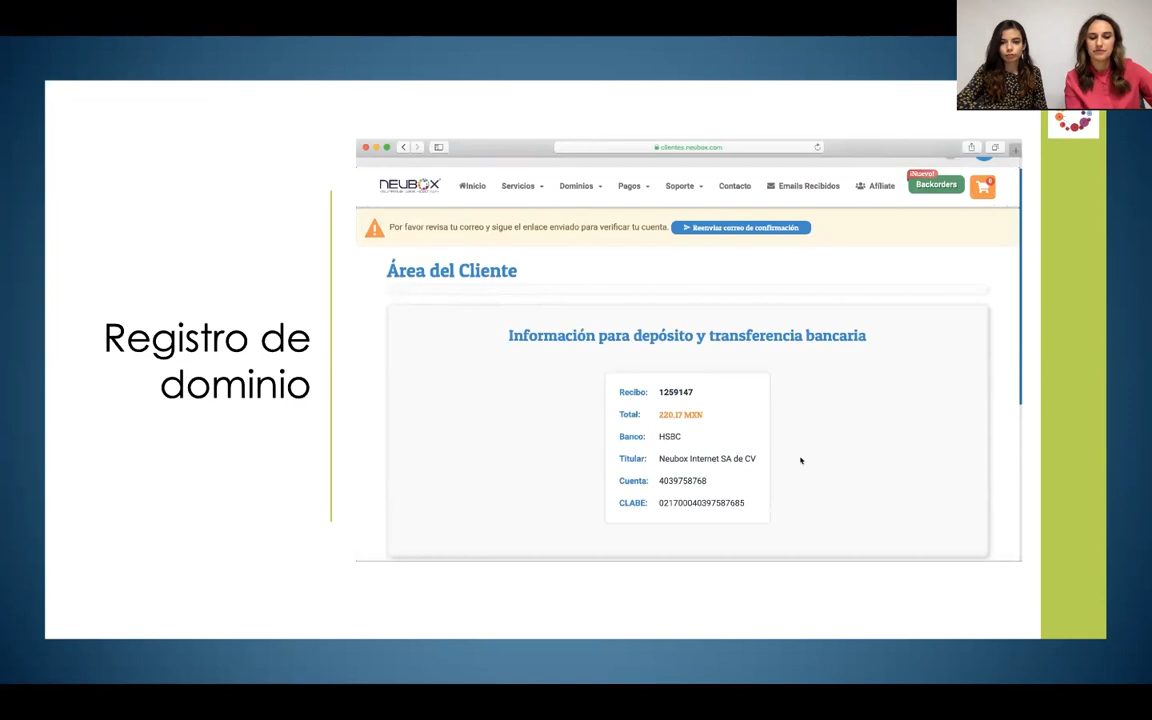 clientes.neubox.com
NEUBOX
Inicio Servicios Dominios Pagos Soporte Contacto Emails Recibidos Afíliate ¡Nuevo! Backorders
Por favor revisa tu correo y sigue el enlace enviado para verificar tu cuenta. Reenviar correo de confirmación
Área del Cliente
Registro de
dominio
Información para depósito y transferencia bancaria
Recibo: 1259147
Total: 220.17 MXN
Banco: HSBC
Titular: Neubox Internet SA de CV
Cuenta: 4039758768
CLABE: 021700040397587685